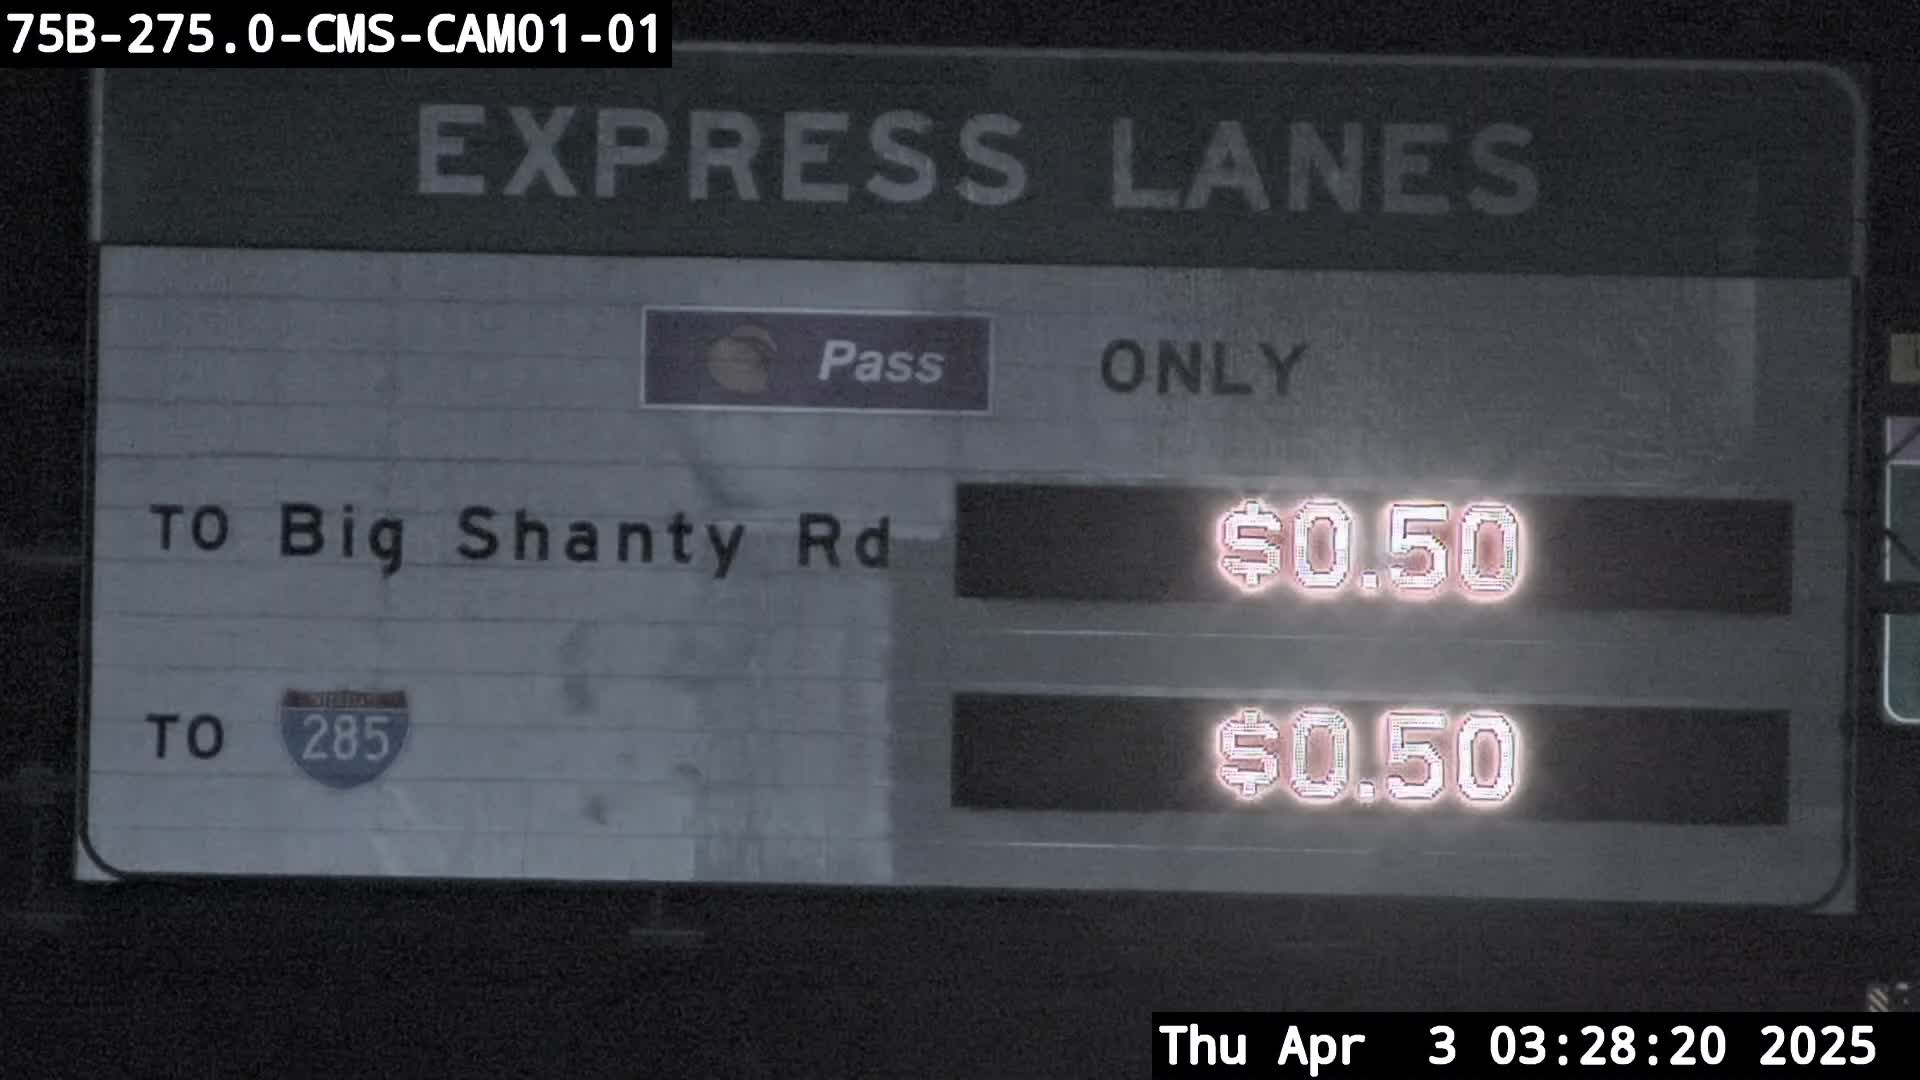 75B-275.0-CMS-CAM01-01
EXPRESS LANES
Pass ONLY
TO Big Shanty Rd $0.50
TO 285 $0.50
Thu Apr 3 03:28:20 2025